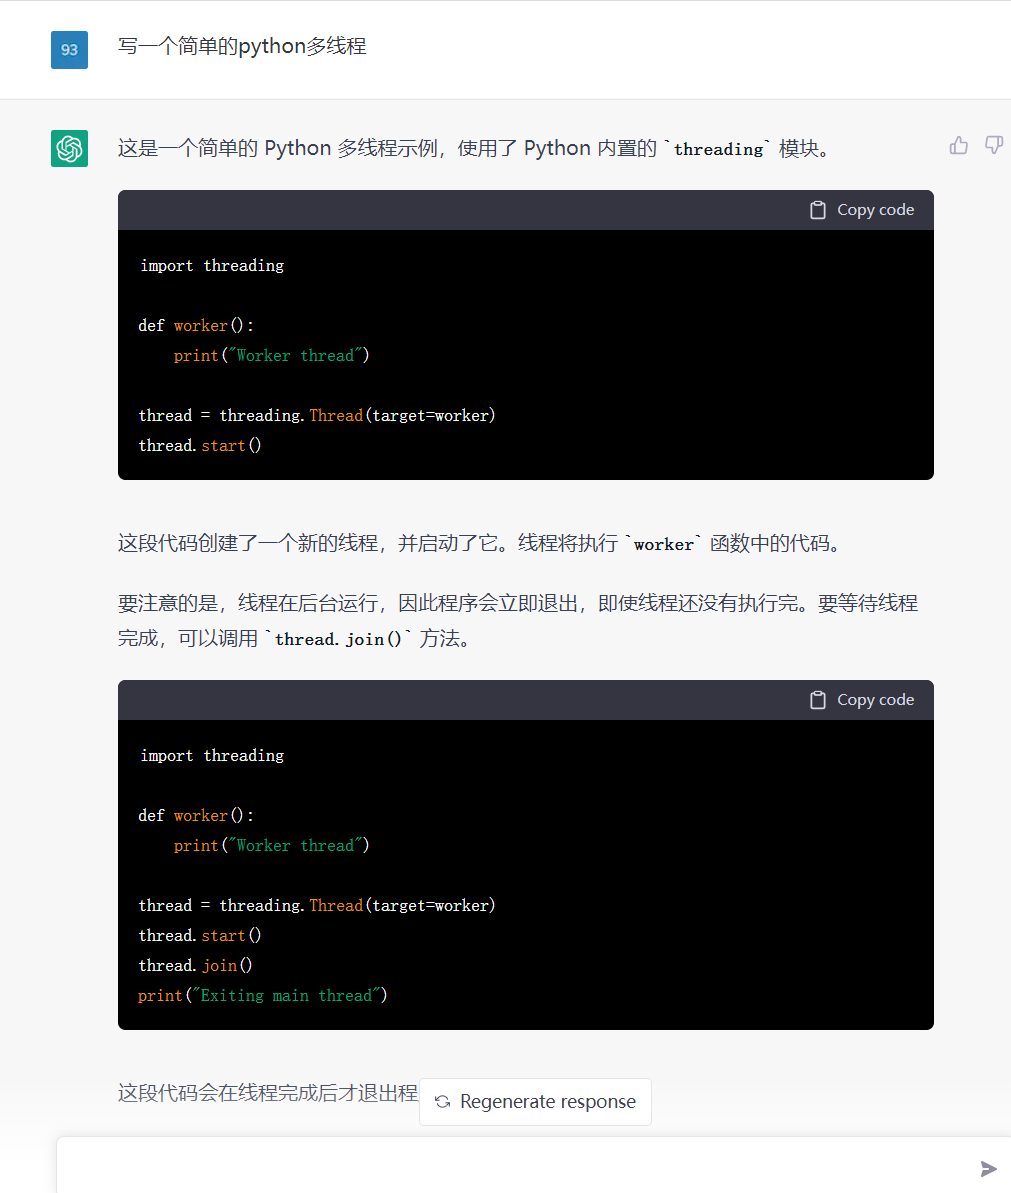 93
写一个简单的python多线程
这是一个简单的 Python 多线程示例，使用了 Python 内置的 `threading` 模块。
Copy code
import threading
def worker():
    print("Worker thread")
thread = threading.Thread(target=worker)
thread.start()
这段代码创建了一个新的线程，并启动了它。线程将执行 `worker` 函数中的代码。
要注意的是，线程在后台运行，因此程序会立即退出，即使线程还没有执行完。要等待线程
完成，可以调用 `thread.join()` 方法。
Copy code
import threading
def worker():
    print("Worker thread")
thread = threading.Thread(target=worker)
thread.start()
thread.join()
print("Exiting main thread")
这段代码会在线程完成后才退出程
Regenerate response